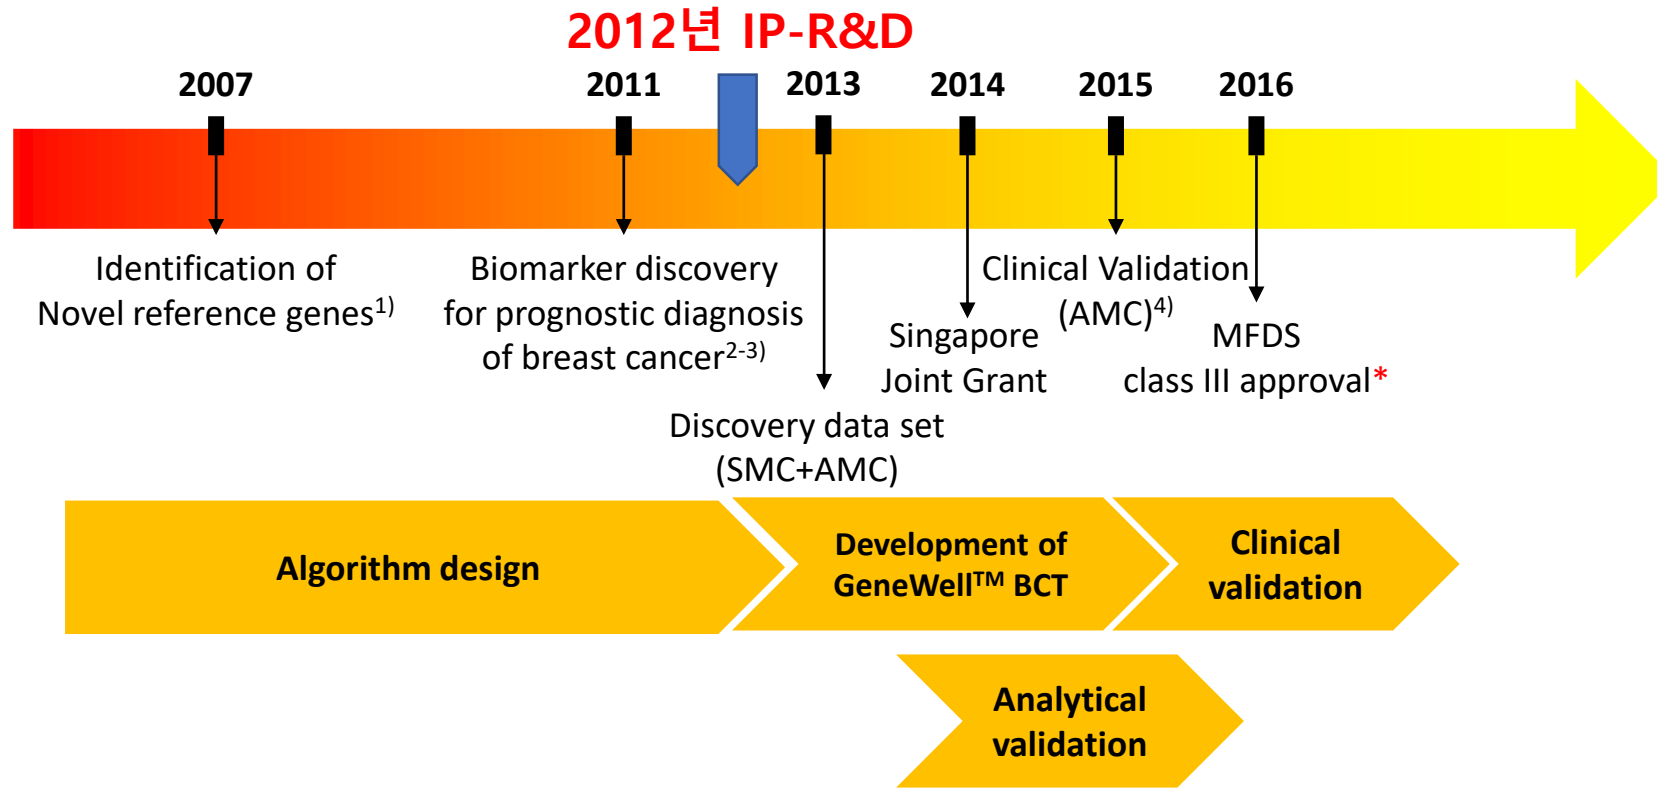 2012년 IP-R&D
2007
2011
2013
2014
2015
2016
Identification of
Novel reference genes1)
Biomarker discovery
for prognostic diagnosis
of breast cancer2-3)
Discovery data set
(SMC+AMC)
Singapore
Joint Grant
Clinical Validation
(AMC)4)
MFDS
class III approval*
Algorithm design
Development of
GeneWellTM BCT
Clinical
validation
Analytical
validation